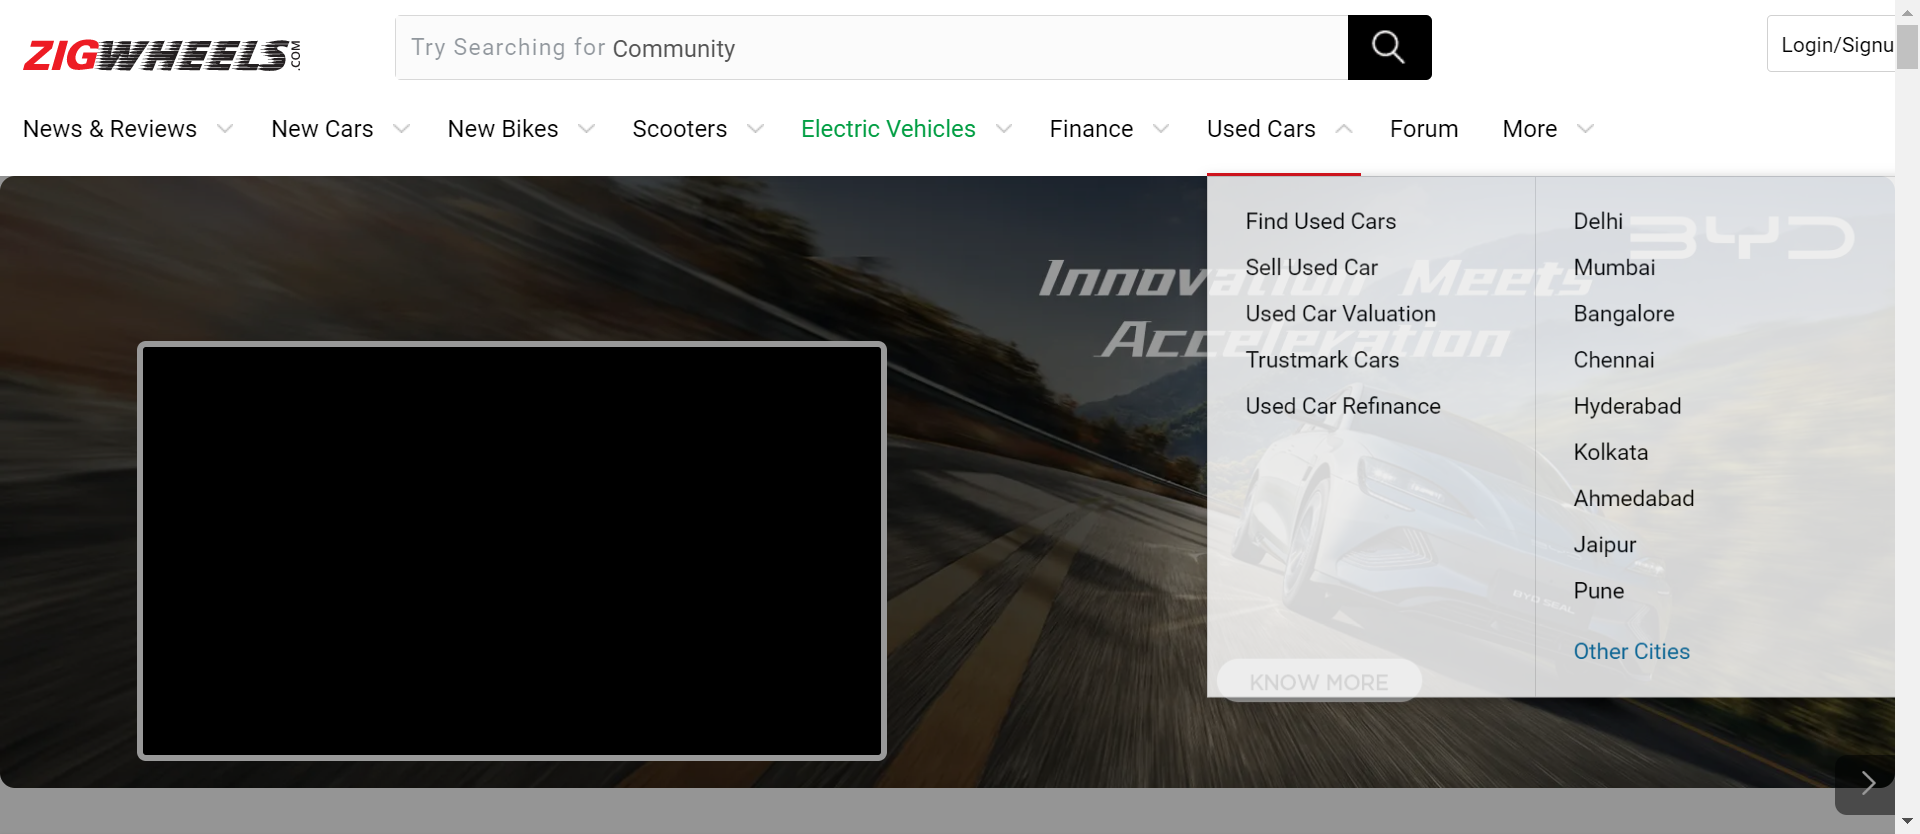 ZIGWHEELS.COM
Try Searching for Community
Login/Signu
News & Reviews
New Cars
New Bikes
Scooters
Electric Vehicles
Finance
Used Cars
Forum
More
Find Used Cars
Sell Used Car
Used Car Valuation
Trustmark Cars
Used Car Refinance
Delhi
Mumbai
Bangalore
Chennai
Hyderabad
Kolkata
Ahmedabad
Jaipur
Pune
Other Cities
BYD
Innovation Meets
Acceleration
BYD SEAL
KNOW MORE